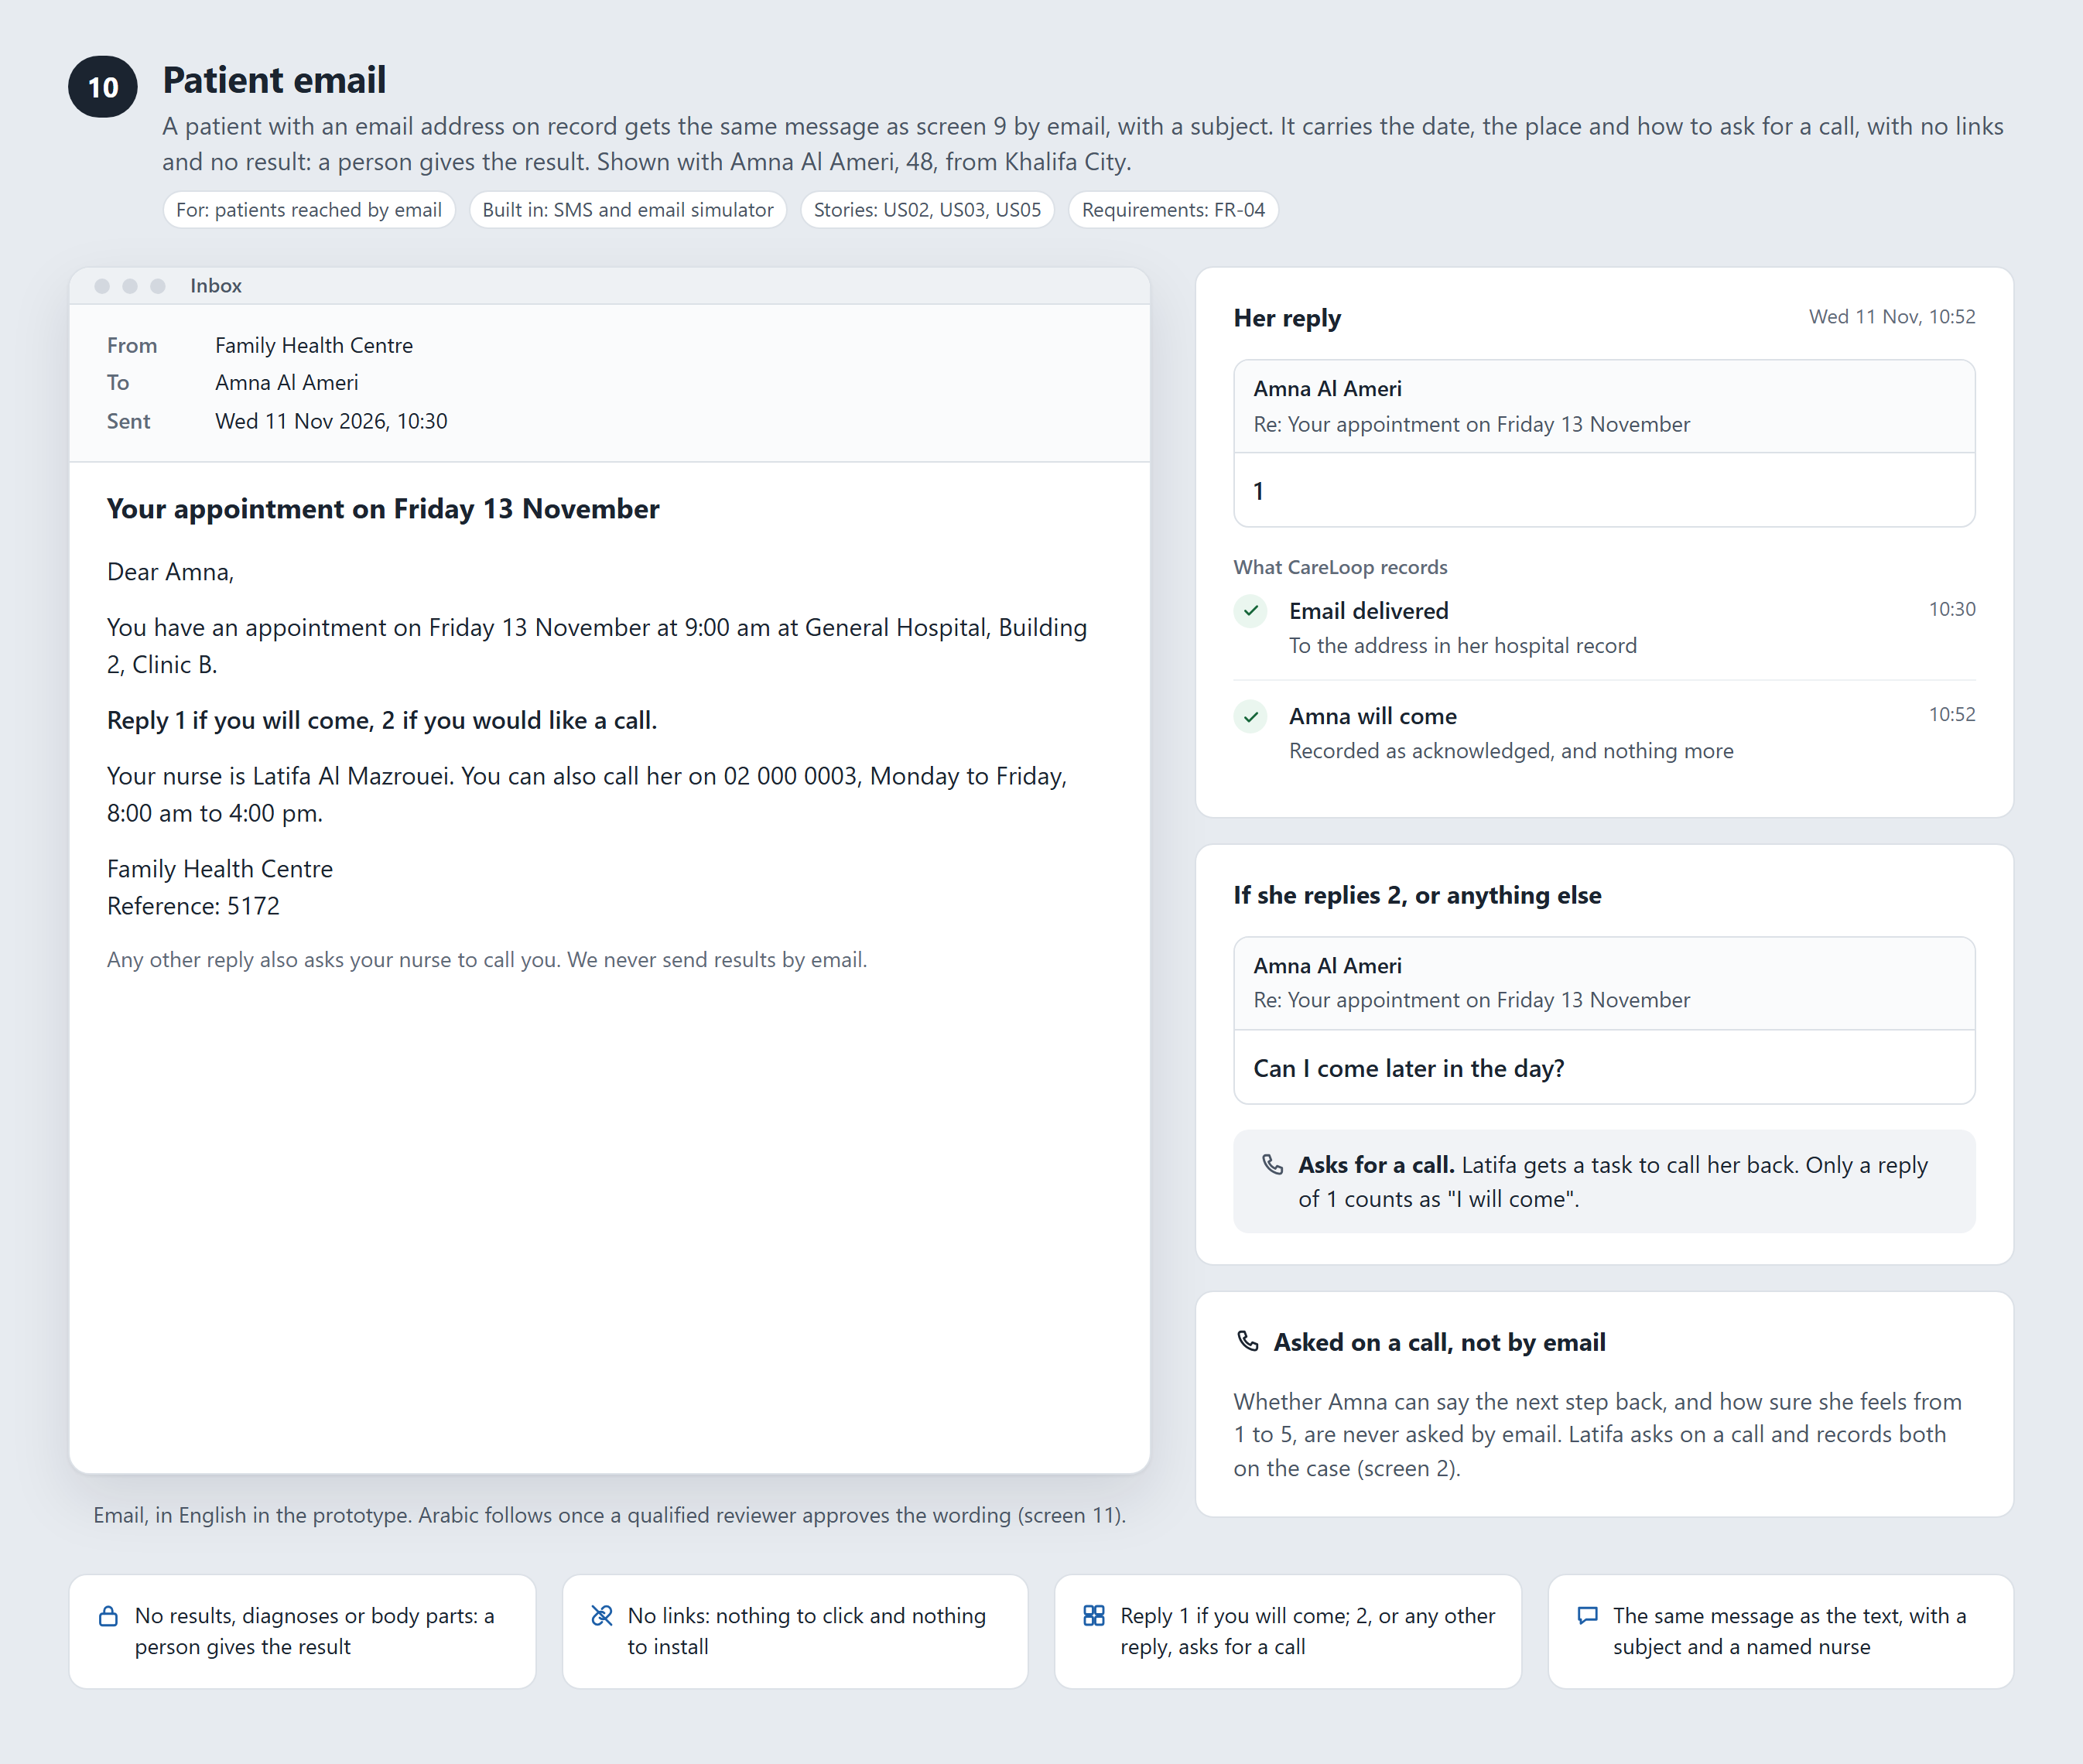 10
Patient email
A patient with an email address on record gets the same message as screen 9 by email, with a subject. It carries the date, the place and how to ask for a call, with no links
and no result: a person gives the result. Shown with Amna Al Ameri, 48, from Khalifa City.
For: patients reached by email
Built in: SMS and email simulator
Stories: US02, US03, US05
Requirements: FR-04
Inbox
From Family Health Centre
To Amna Al Ameri
Sent Wed 11 Nov 2026, 10:30
Your appointment on Friday 13 November
Dear Amna,
You have an appointment on Friday 13 November at 9:00 am at General Hospital, Building
2, Clinic B.
Reply 1 if you will come, 2 if you would like a call.
Your nurse is Latifa Al Mazrouei. You can also call her on 02 000 0003, Monday to Friday,
8:00 am to 4:00 pm.
Family Health Centre
Reference: 5172
Any other reply also asks your nurse to call you. We never send results by email.
Email, in English in the prototype. Arabic follows once a qualified reviewer approves the wording (screen 11).
Her reply
Wed 11 Nov, 10:52
Amna Al Ameri
Re: Your appointment on Friday 13 November
1
What CareLoop records
Email delivered 10:30
To the address in her hospital record
Amna will come 10:52
Recorded as acknowledged, and nothing more
If she replies 2, or anything else
Amna Al Ameri
Re: Your appointment on Friday 13 November
Can I come later in the day?
Asks for a call. Latifa gets a task to call her back. Only a reply
of 1 counts as "I will come".
Asked on a call, not by email
Whether Amna can say the next step back, and how sure she feels from
1 to 5, are never asked by email. Latifa asks on a call and records both
on the case (screen 2).
No results, diagnoses or body parts: a
person gives the result
No links: nothing to click and nothing
to install
Reply 1 if you will come; 2, or any other
reply, asks for a call
The same message as the text, with a
subject and a named nurse